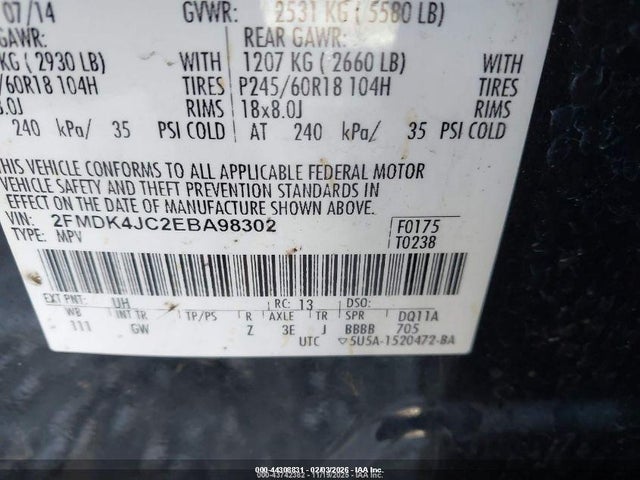 07/14 GVWR: 2531 KG ( 5580 LB)
GAWR: REAR GAWR:
KG ( 2930 LB) WITH 1207 KG ( 2660 LB) WITH
/60R18 104H TIRES P245/60R18 104H TIRES
8.0J RIMS 18x8.0J RIMS
240 kPa/ 35 PSI COLD AT 240 kPa/ 35 PSI COLD
THIS VEHICLE CONFORMS TO ALL APPLICABLE FEDERAL MOTOR
VEHICLE SAFETY AND THEFT PREVENTION STANDARDS IN
EFFECT ON THE DATE OF MANUFACTURE SHOWN ABOVE.
VIN: 2FMDK4JC2EBA98302 F0175
TYPE: MPV T0238
EXT PNT: UH RC: 13 DSO:
WB INT TR TP/PS R AXLE TR SPR DQ11A
111 GW Z 3E J BBBB 705
UTC ▽5U5A-1520472-BA
000-44308831 - 02/03/2026 - IAA Inc.
000-43742382 - 11/19/2025 - IAA Inc.